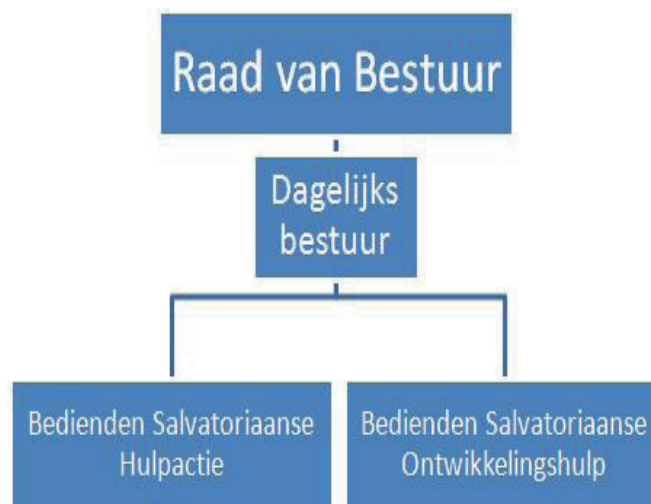 Raad van Bestuur
Dagelijks
bestuur
Bedienden Salvatoriaanse
Hulpactie
Bedienden Salvatoriaanse
Ontwikkelingshulp